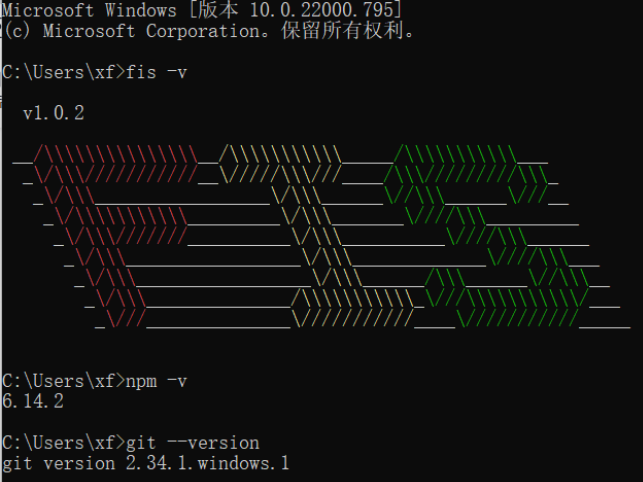 Microsoft Windows [版本 10.0.22000.795]
(c) Microsoft Corporation。保留所有权利。
C:\Users\xf>fis -v
v1.0.2
C:\Users\xf>npm -v
6.14.2
C:\Users\xf>git --version
git version 2.34.1.windows.1